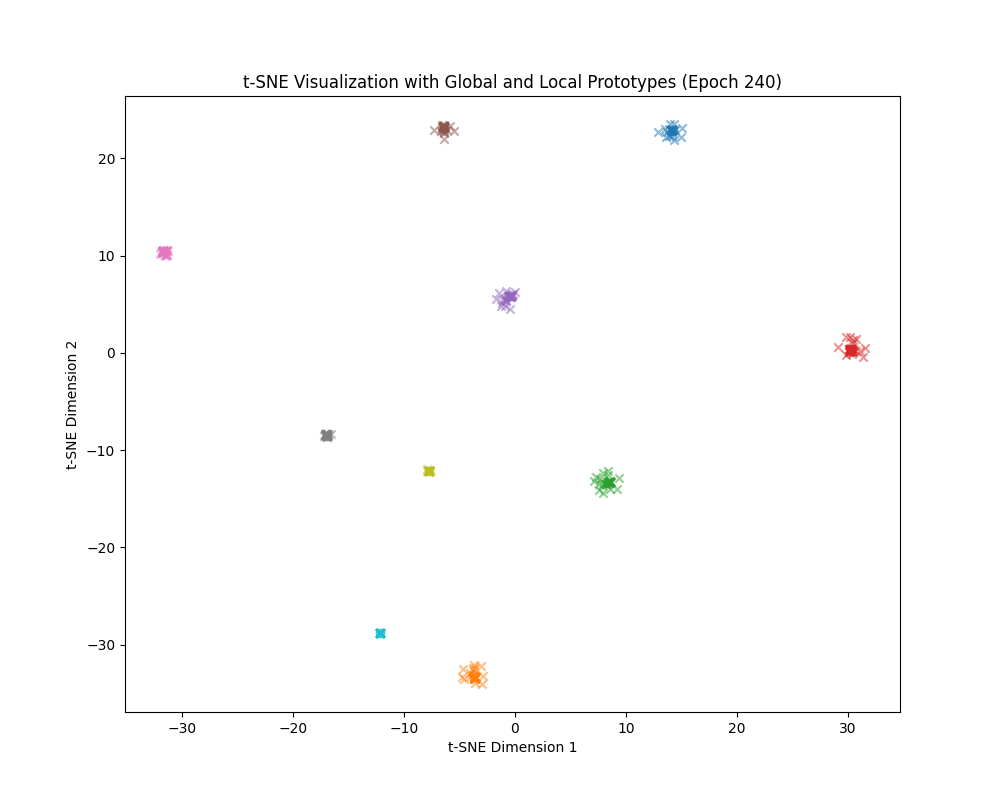 t-SNE Visualization with Global and Local Prototypes (Epoch 240)
20
10
0
−10
−20
−30
t-SNE Dimension 2
−30 −20 −10 0 10 20 30
t-SNE Dimension 1